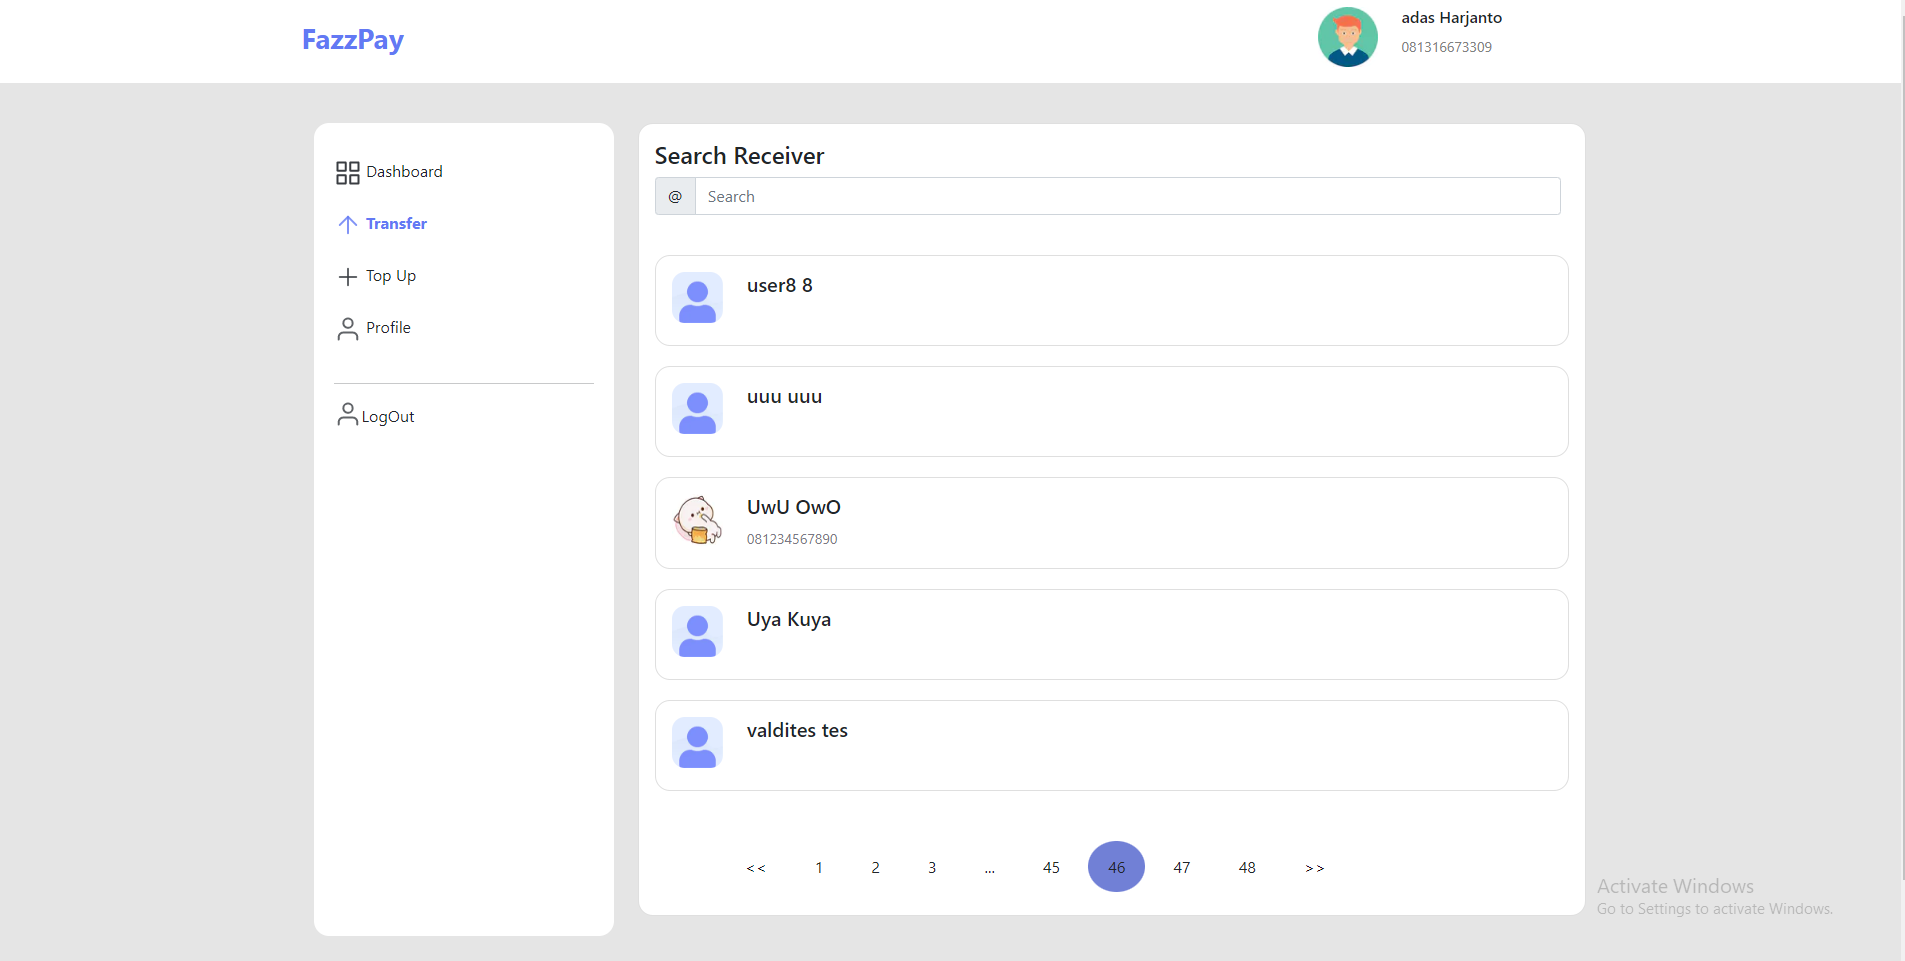 FazzPay
adas Harjanto
081316673309
Dashboard
Transfer
Top Up
Profile
LogOut
Search Receiver
@ Search
user8 8
uuu uuu
UwU OwO
081234567890
Uya Kuya
valdites tes
<< 1 2 3 ... 45 46 47 48 >>
Activate Windows
Go to Settings to activate Windows.